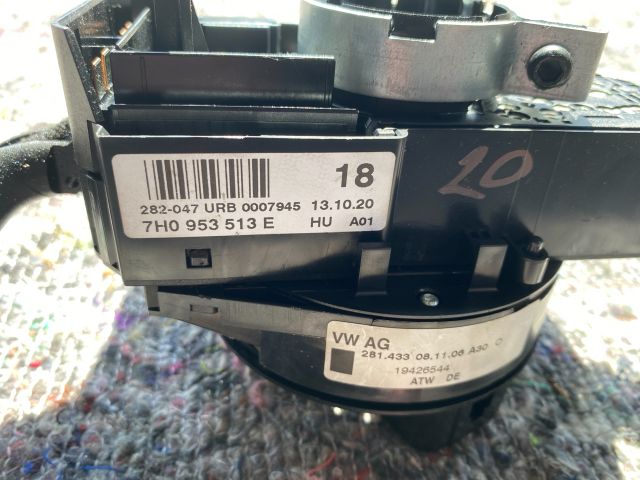 18
282-047 URB 0007945 13.10.20
7H0 953 513 E HU A01
20
VW AG
281.433 08.11.06 A30 O
19426544
ATW DE